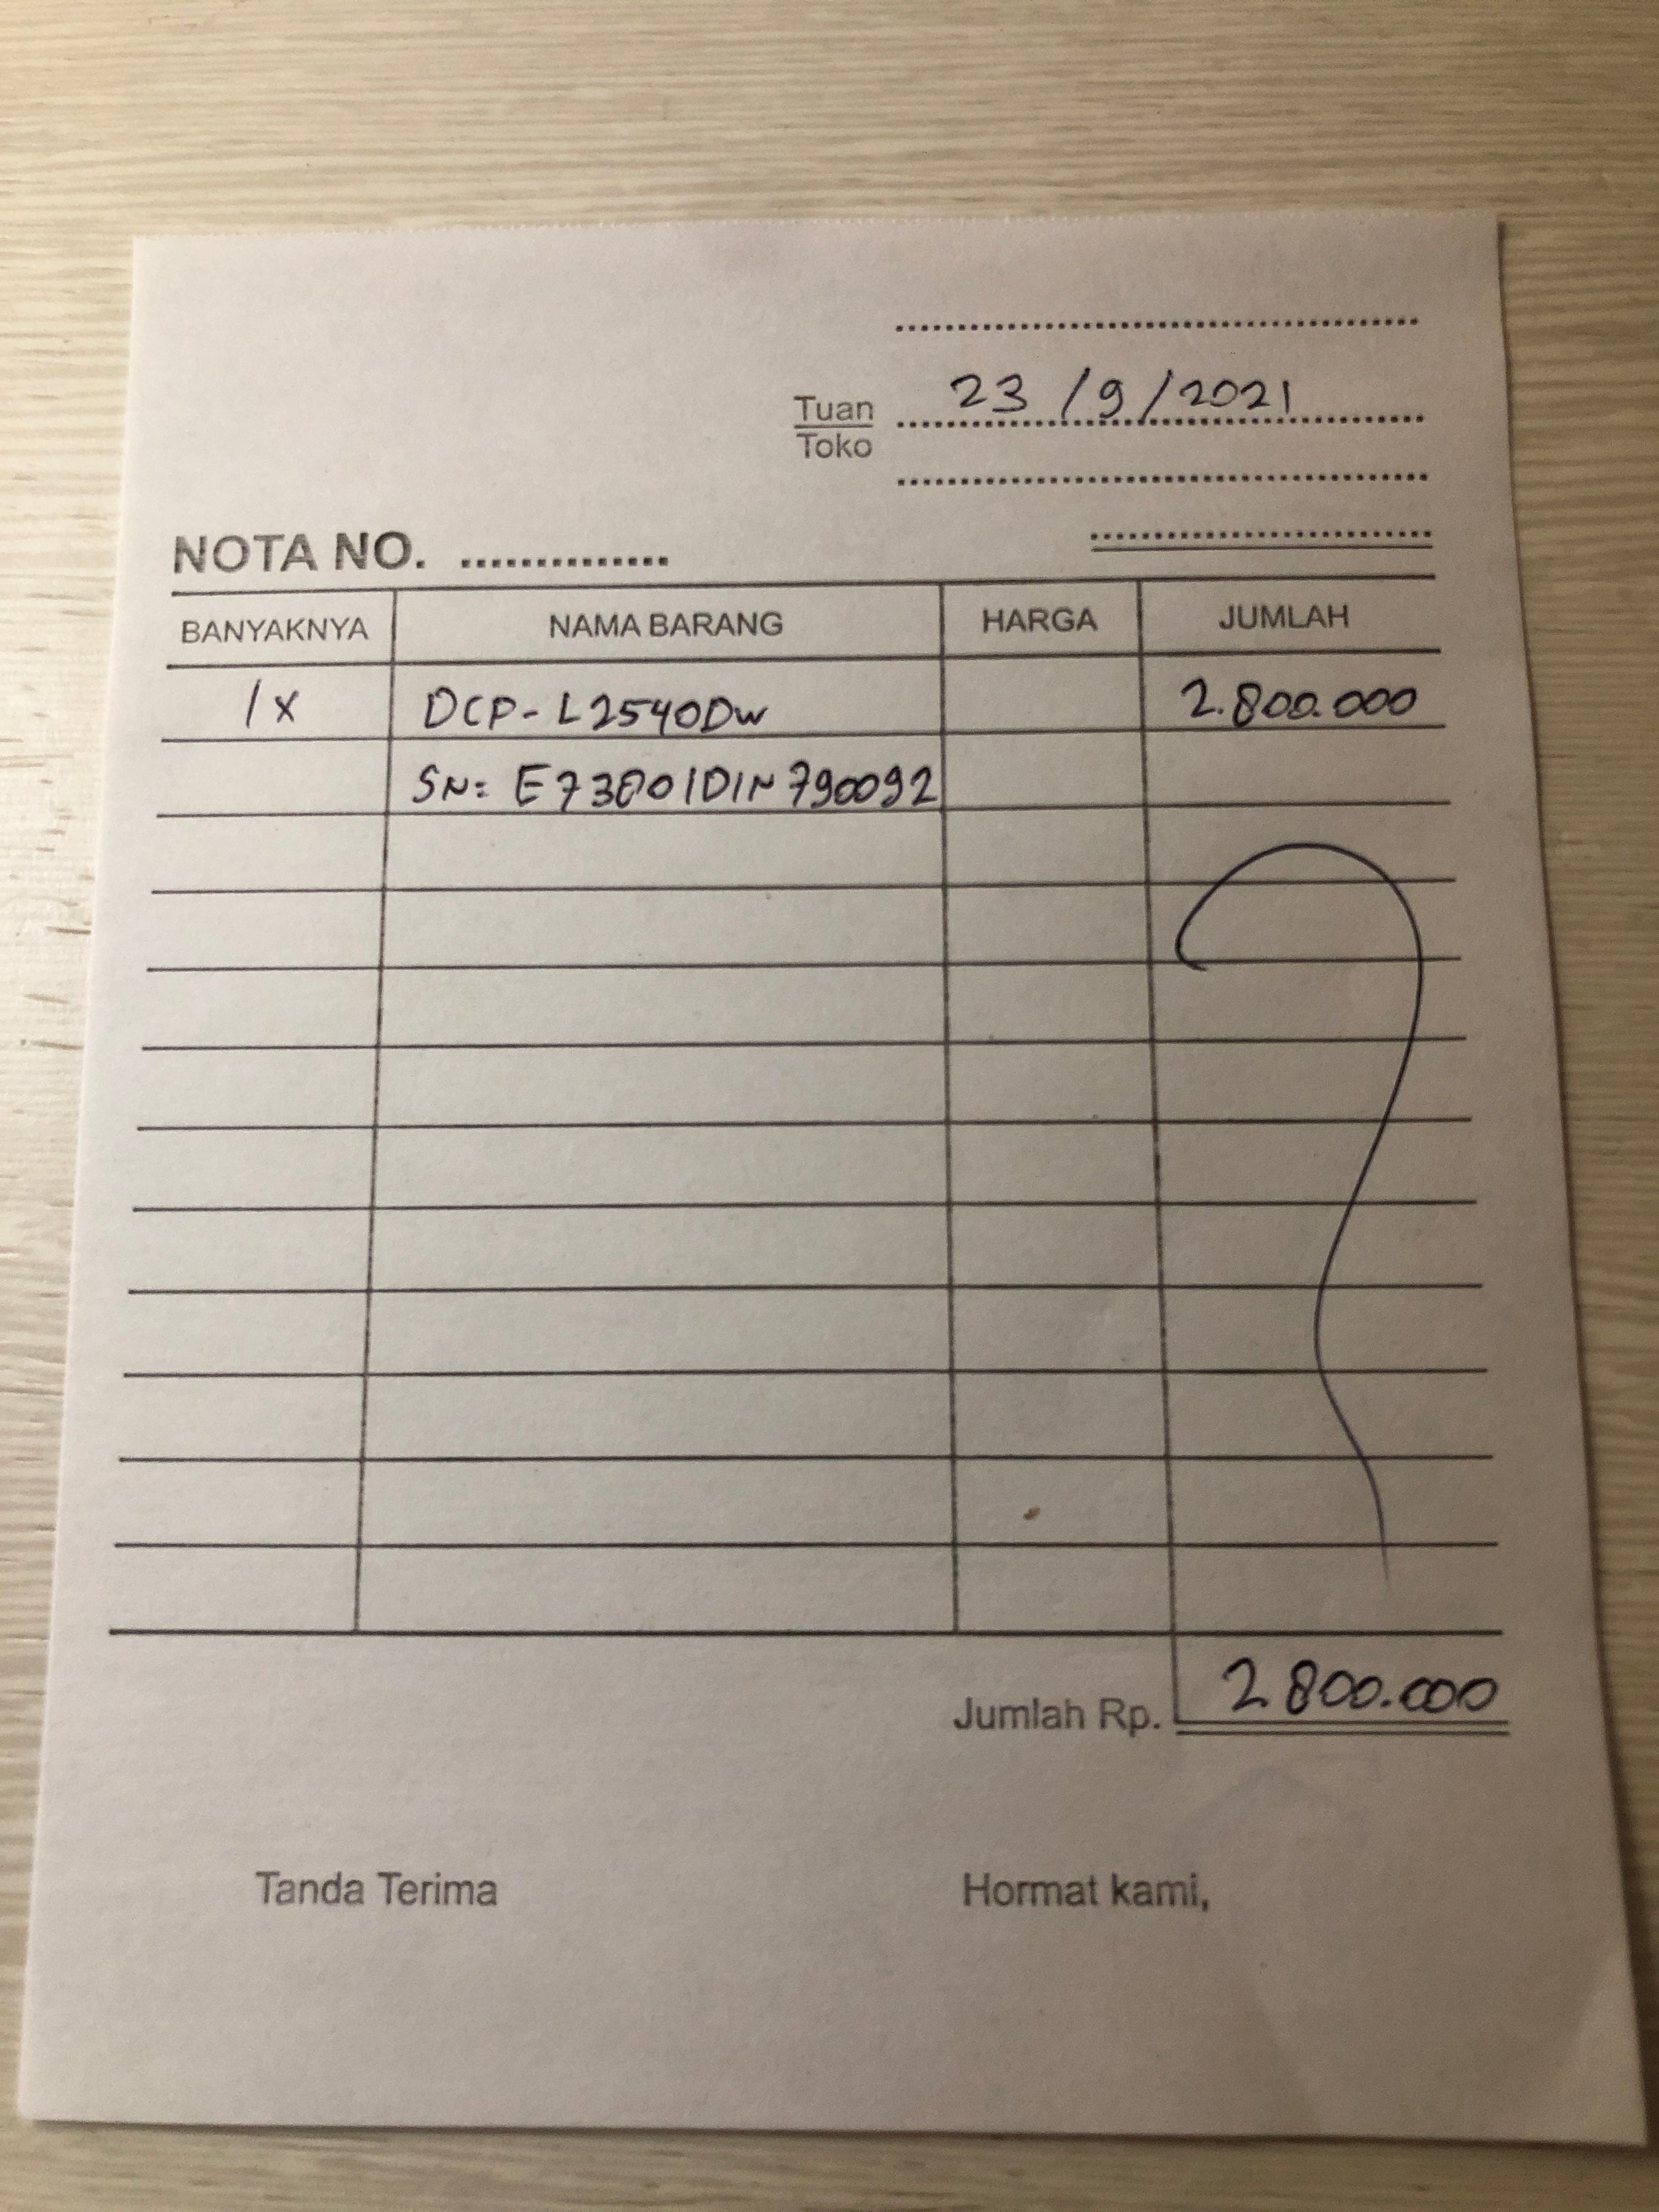 23/9/2021
Tuan
Toko
NOTA NO. ..............
BANYAKNYA NAMA BARANG HARGA JUMLAH
1x DCP-L2540DW 2.800.000
SN: E73801D1N790092
Jumlah Rp. 2.800.000
Tanda Terima Hormat kami,